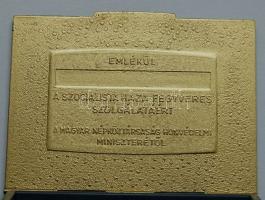 EMLÉKÜL
A SZOCIALISTA HAZA FEGYVERES
SZOLGÁLATÁÉRT
A MAGYAR NÉPKÖZTÁRSASÁG HONVÉDELMI
MINISZTERÉTŐL